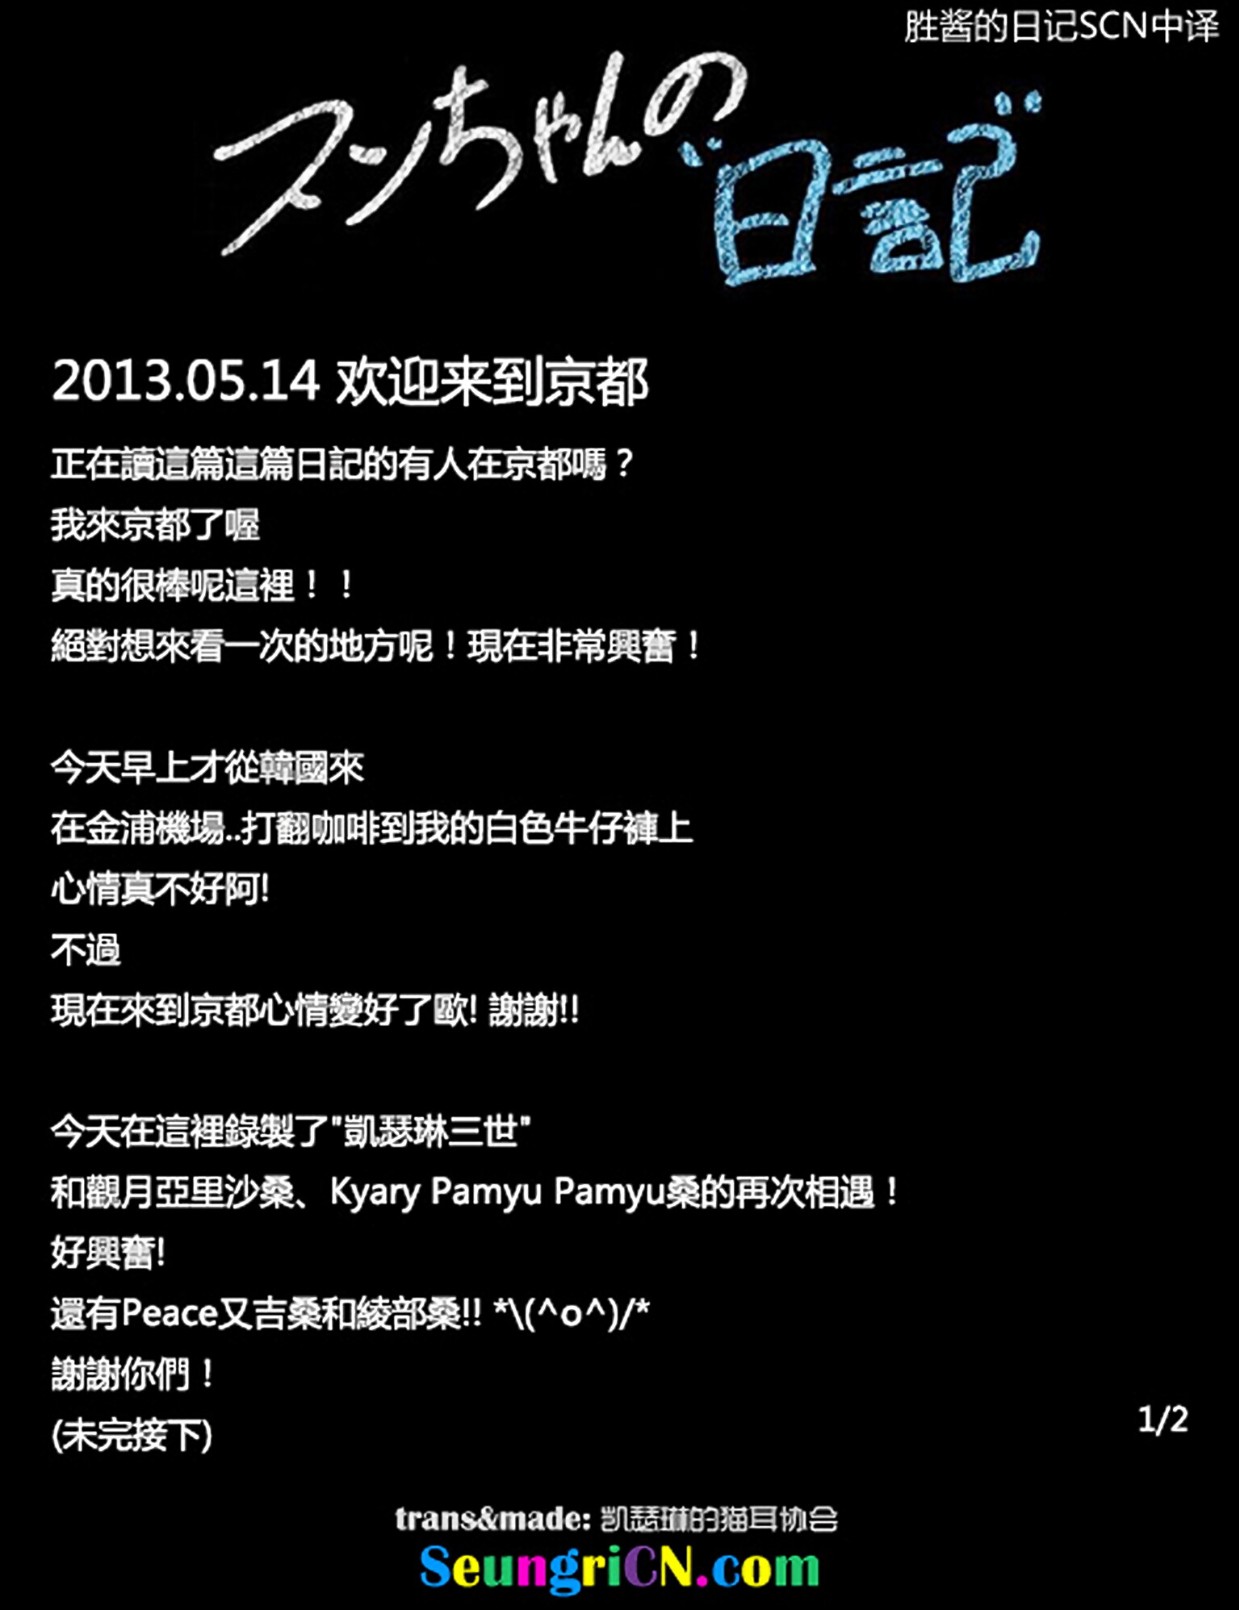 胜酱的日记SCN中译
スンちゃんの
日記
2013.05.14 欢迎来到京都
正在讀這篇這篇日記的有人在京都嗎？
我來京都了喔
真的很棒呢這裡！！
絕對想來看一次的地方呢！現在非常興奮！
今天早上才從韓國來
在金浦機場..打翻咖啡到我的白色牛仔褲上
心情真不好阿!
不過
現在來到京都心情變好了歐! 謝謝!!
今天在這裡錄製了"凱瑟琳三世"
和觀月亞里沙桑、Kyary Pamyu Pamyu桑的再次相遇！
好興奮!
還有Peace又吉桑和綾部桑!! *\(^o^)/*
謝謝你們！
(未完接下)
1/2
trans&made: 凯瑟琳的猫耳协会
SeungriCN.com